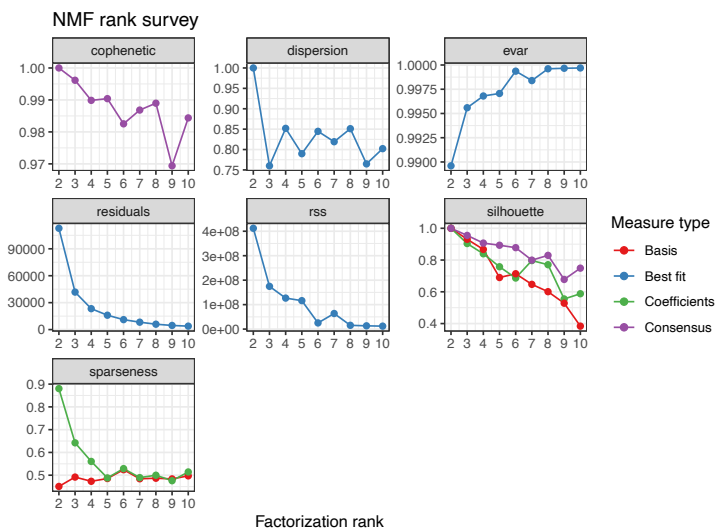 NMF rank survey
cophenetic
dispersion
evar
1.00
0.99
0.98
0.97
2 3 4 5 6 7 8 9 10
1.00
0.95
0.90
0.85
0.80
0.75
2 3 4 5 6 7 8 9 10
1.0000
0.9975
0.9950
0.9925
0.9900
2 3 4 5 6 7 8 9 10
residuals
rss
silhouette
90000
60000
30000
0
2 3 4 5 6 7 8 9 10
4e+08
3e+08
2e+08
1e+08
0e+00
2 3 4 5 6 7 8 9 10
1.0
0.8
0.6
0.4
2 3 4 5 6 7 8 9 10
Measure type
Basis
Best fit
Coefficients
Consensus
sparseness
0.9
0.8
0.7
0.6
0.5
2 3 4 5 6 7 8 9 10
Factorization rank